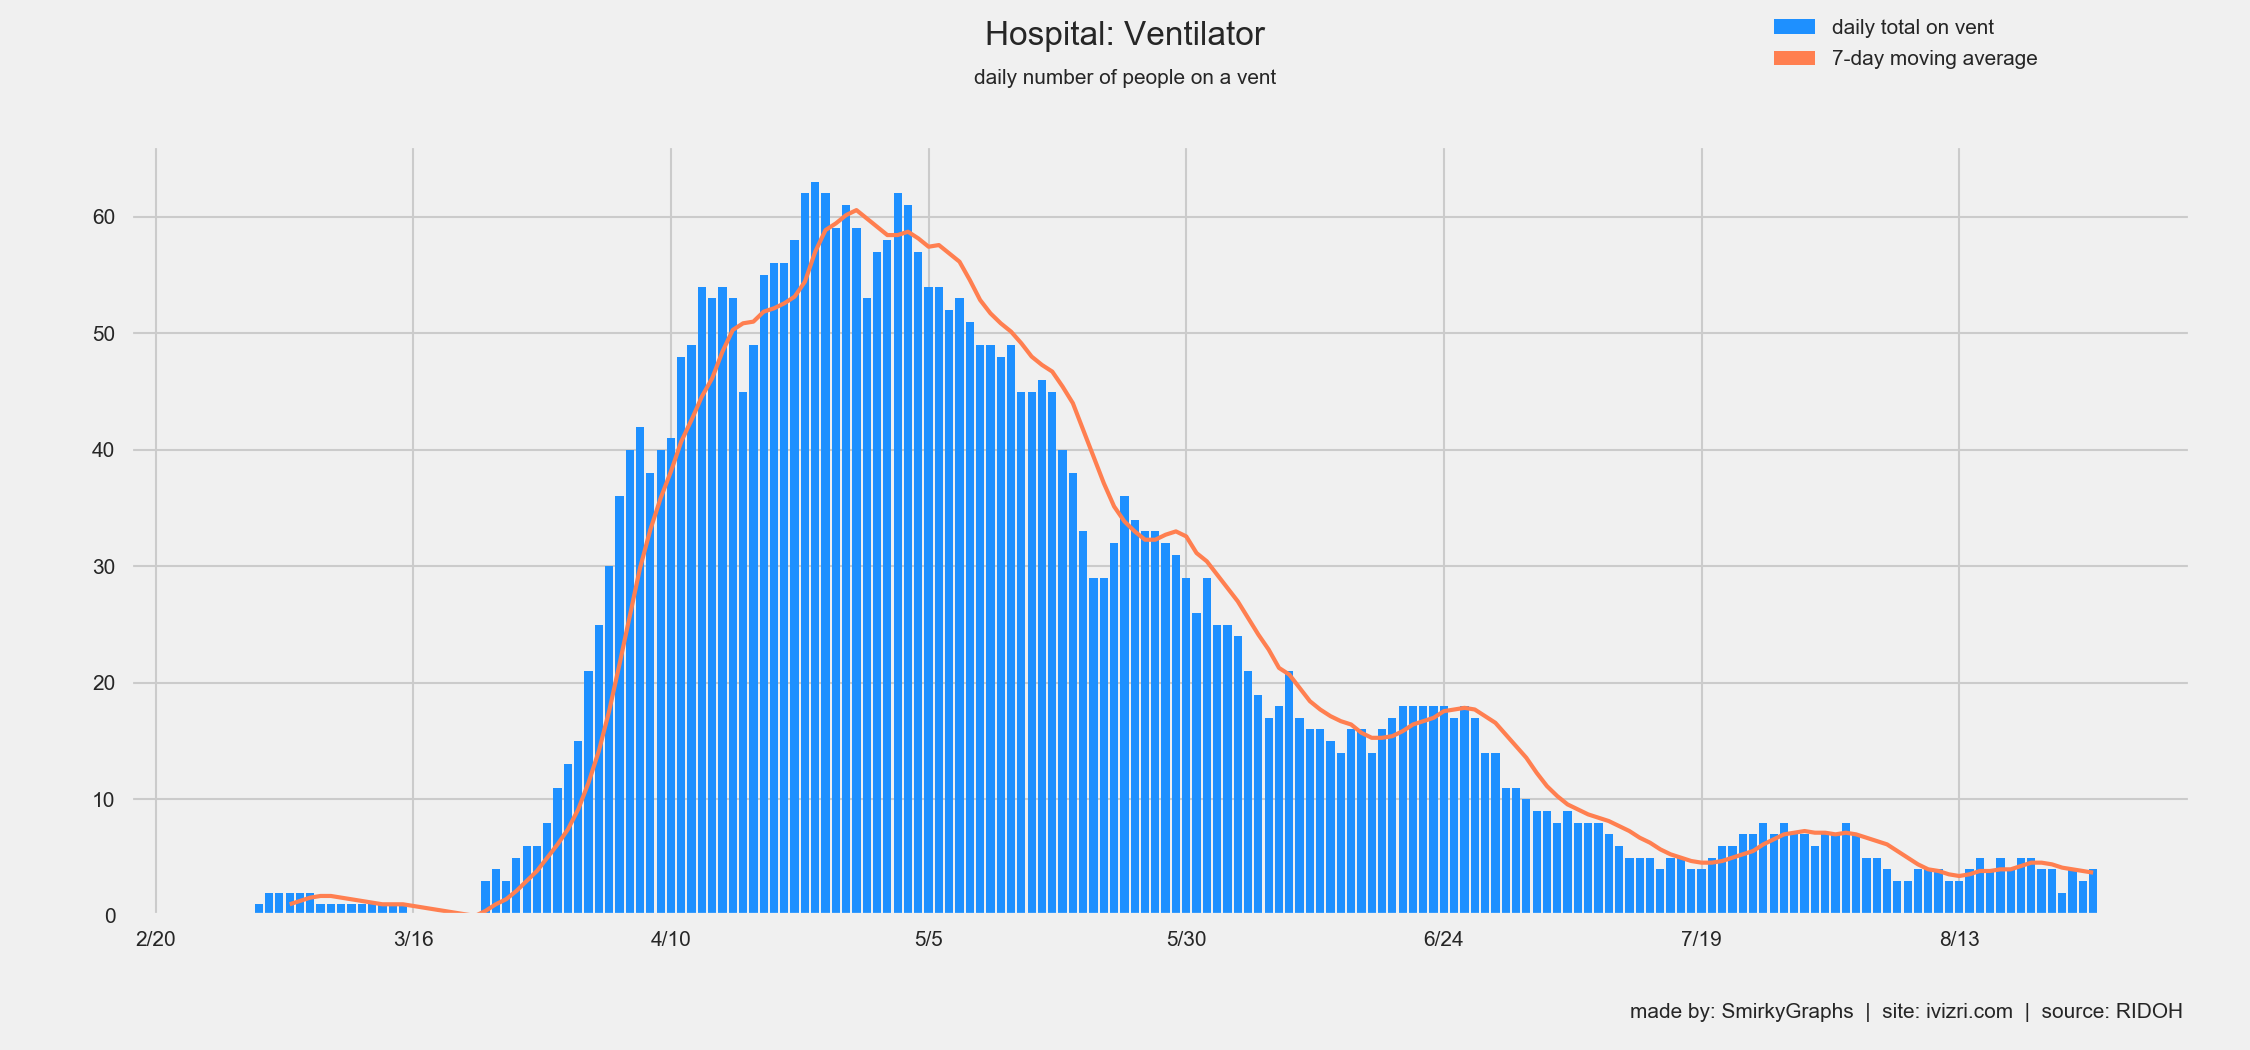 Hospital: Ventilator
daily number of people on a vent
daily total on vent
7-day moving average
60
50
40
30
20
10
0
2/20 3/16 4/10 5/5 5/30 6/24 7/19 8/13
made by: SmirkyGraphs | site: ivizri.com | source: RIDOH